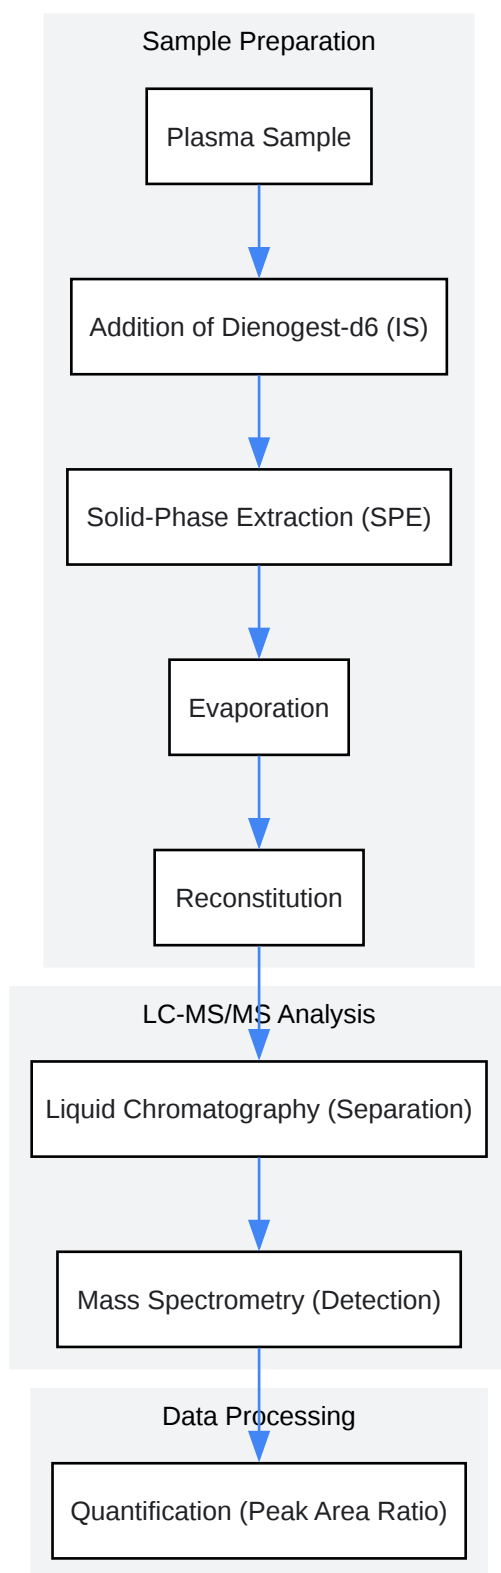 Sample Preparation
Plasma Sample
Addition of Dienogest-d6 (IS)
Solid-Phase Extraction (SPE)
Evaporation
Reconstitution
LC-MS/MS Analysis
Liquid Chromatography (Separation)
Mass Spectrometry (Detection)
Data Processing
Quantification (Peak Area Ratio)